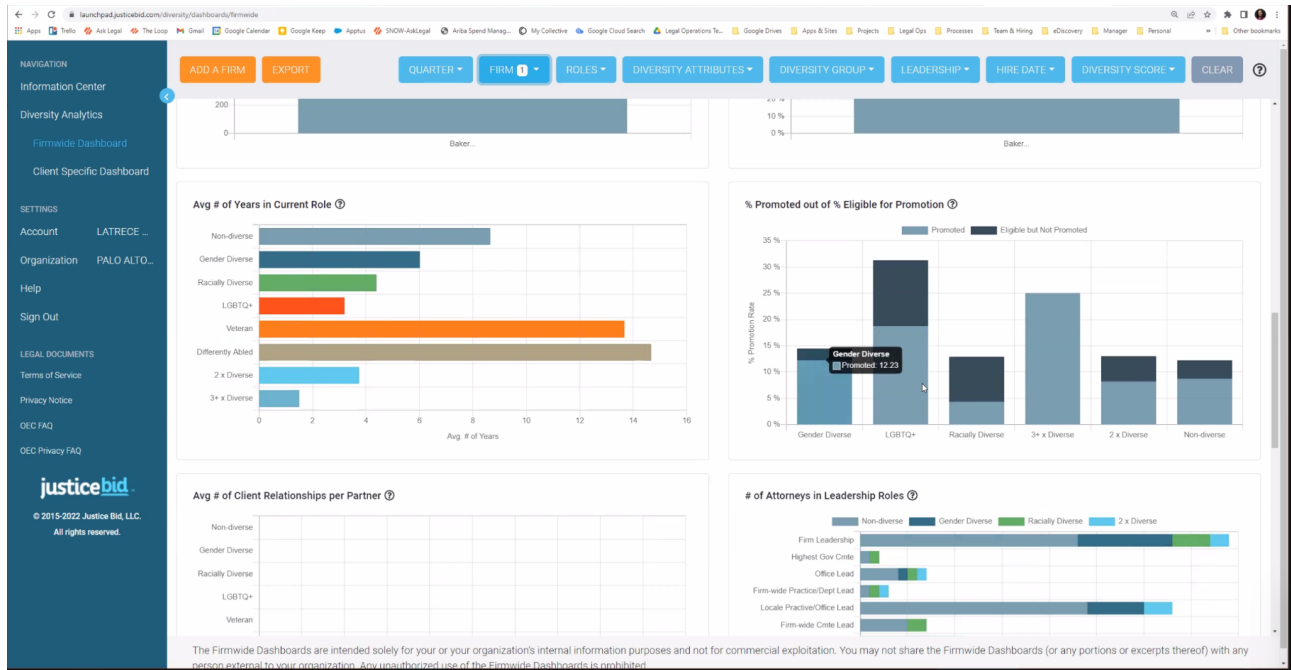 launchpad.justicebid.com/diversity/dashboards/firmwide
Apps Trello Ask Legal The Loop Gmail Google Calendar Google Keep Apptus SNOW-AskLegal Ariba Spend Manag... My Collective Google Cloud Search Legal Operations Te... Google Drives Apps & Sites Projects Legal Ops Processes Team & Hiring eDiscovery Manager Personal » Other bookmarks
NAVIGATION
Information Center
Diversity Analytics
Firmwide Dashboard
Client Specific Dashboard
SETTINGS
Account LATRECE ...
Organization PALO ALTO...
Help
Sign Out
LEGAL DOCUMENTS
Terms of Service
Privacy Notice
OEC FAQ
OEC Privacy FAQ
justicebid
© 2015-2022 Justice Bid, LLC.
All rights reserved.
ADD A FIRM EXPORT QUARTER FIRM 1 ROLES DIVERSITY ATTRIBUTES DIVERSITY GROUP LEADERSHIP HIRE DATE DIVERSITY SCORE CLEAR
200
0
Baker...
20 %
10 %
0 %
Baker...
Avg # of Years in Current Role
Non-diverse
Gender Diverse
Racially Diverse
LGBTQ+
Veteran
Differently Abled
2 x Diverse
3+ x Diverse
0 2 4 6 8 10 12 14 16
Avg. # of Years
% Promoted out of % Eligible for Promotion
Promoted Eligible but Not Promoted
% Promotion Rate
35 %
30 %
25 %
20 %
15 %
10 %
5 %
0 %
Gender Diverse
Promoted: 12.23
Gender Diverse LGBTQ+ Racially Diverse 3+ x Diverse 2 x Diverse Non-diverse
Avg # of Client Relationships per Partner
Non-diverse
Gender Diverse
Racially Diverse
LGBTQ+
Veteran
# of Attorneys in Leadership Roles
Non-diverse Gender Diverse Racially Diverse 2 x Diverse
Firm Leadership
Highest Gov Cmte
Office Lead
Firm-wide Practice/Dept Lead
Locale Practive/Office Lead
Firm-wide Cmte Lead
The Firmwide Dashboards are intended solely for your or your organization's internal information purposes and not for commercial exploitation. You may not share the Firmwide Dashboards (or any portions or excerpts thereof) with any
person external to your organization. Any unauthorized use of the Firmwide Dashboards is prohibited